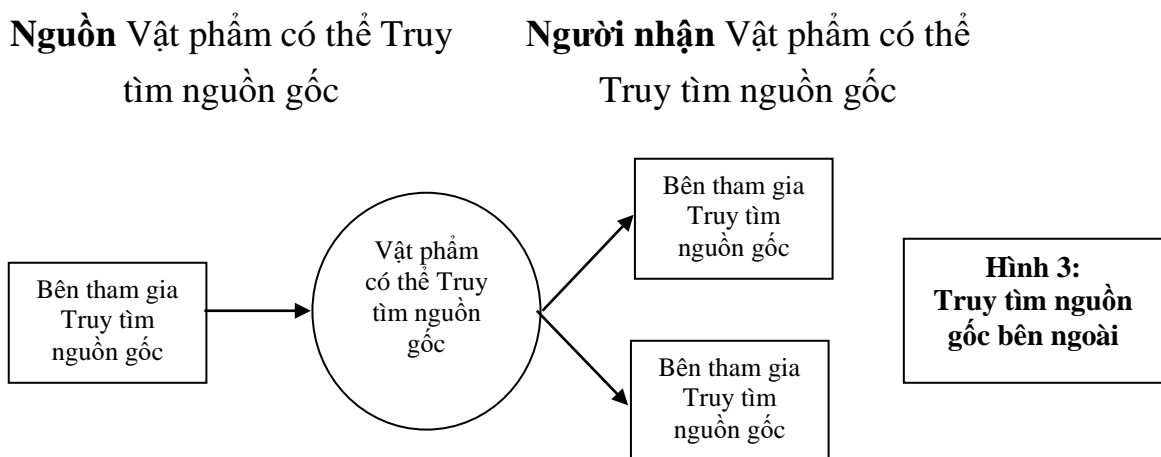 Nguồn Vật phẩm có thể Truy
tìm nguồn gốc
Người nhận Vật phẩm có thể
Truy tìm nguồn gốc
Bên tham gia
Truy tìm
nguồn gốc
Vật phẩm
có thể Truy
tìm nguồn
gốc
Bên tham gia
Truy tìm
nguồn gốc
Bên tham gia
Truy tìm
nguồn gốc
Hình 3:
Truy tìm nguồn
gốc bên ngoài